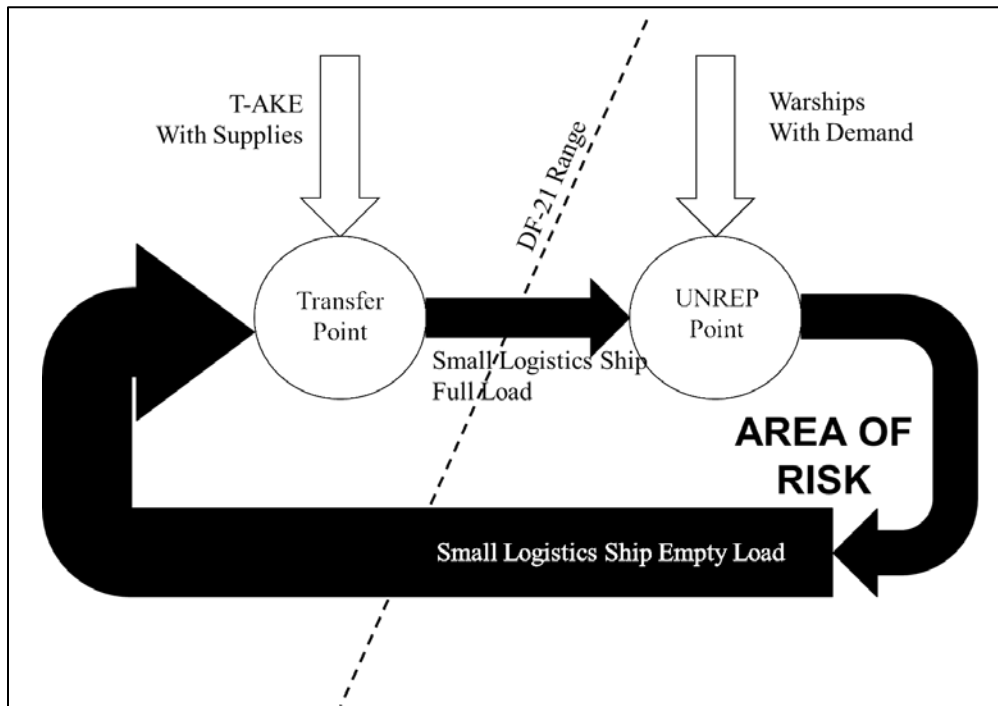 T-AKE
With Supplies
DF-21 Range
Warships
With Demand
Transfer
Point
UNREP
Point
Small Logistics Ship
Full Load
AREA OF
RISK
Small Logistics Ship Empty Load